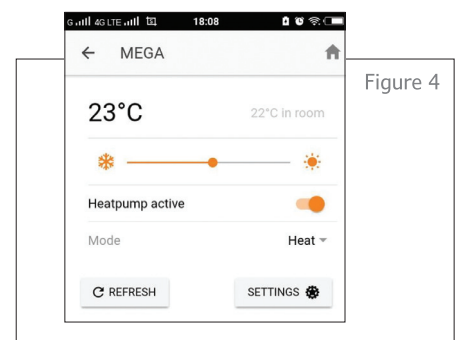 G 4G LTE 18:08
← MEGA
Figure 4
23°C 22°C in room
Heatpump active
Mode Heat
REFRESH SETTINGS